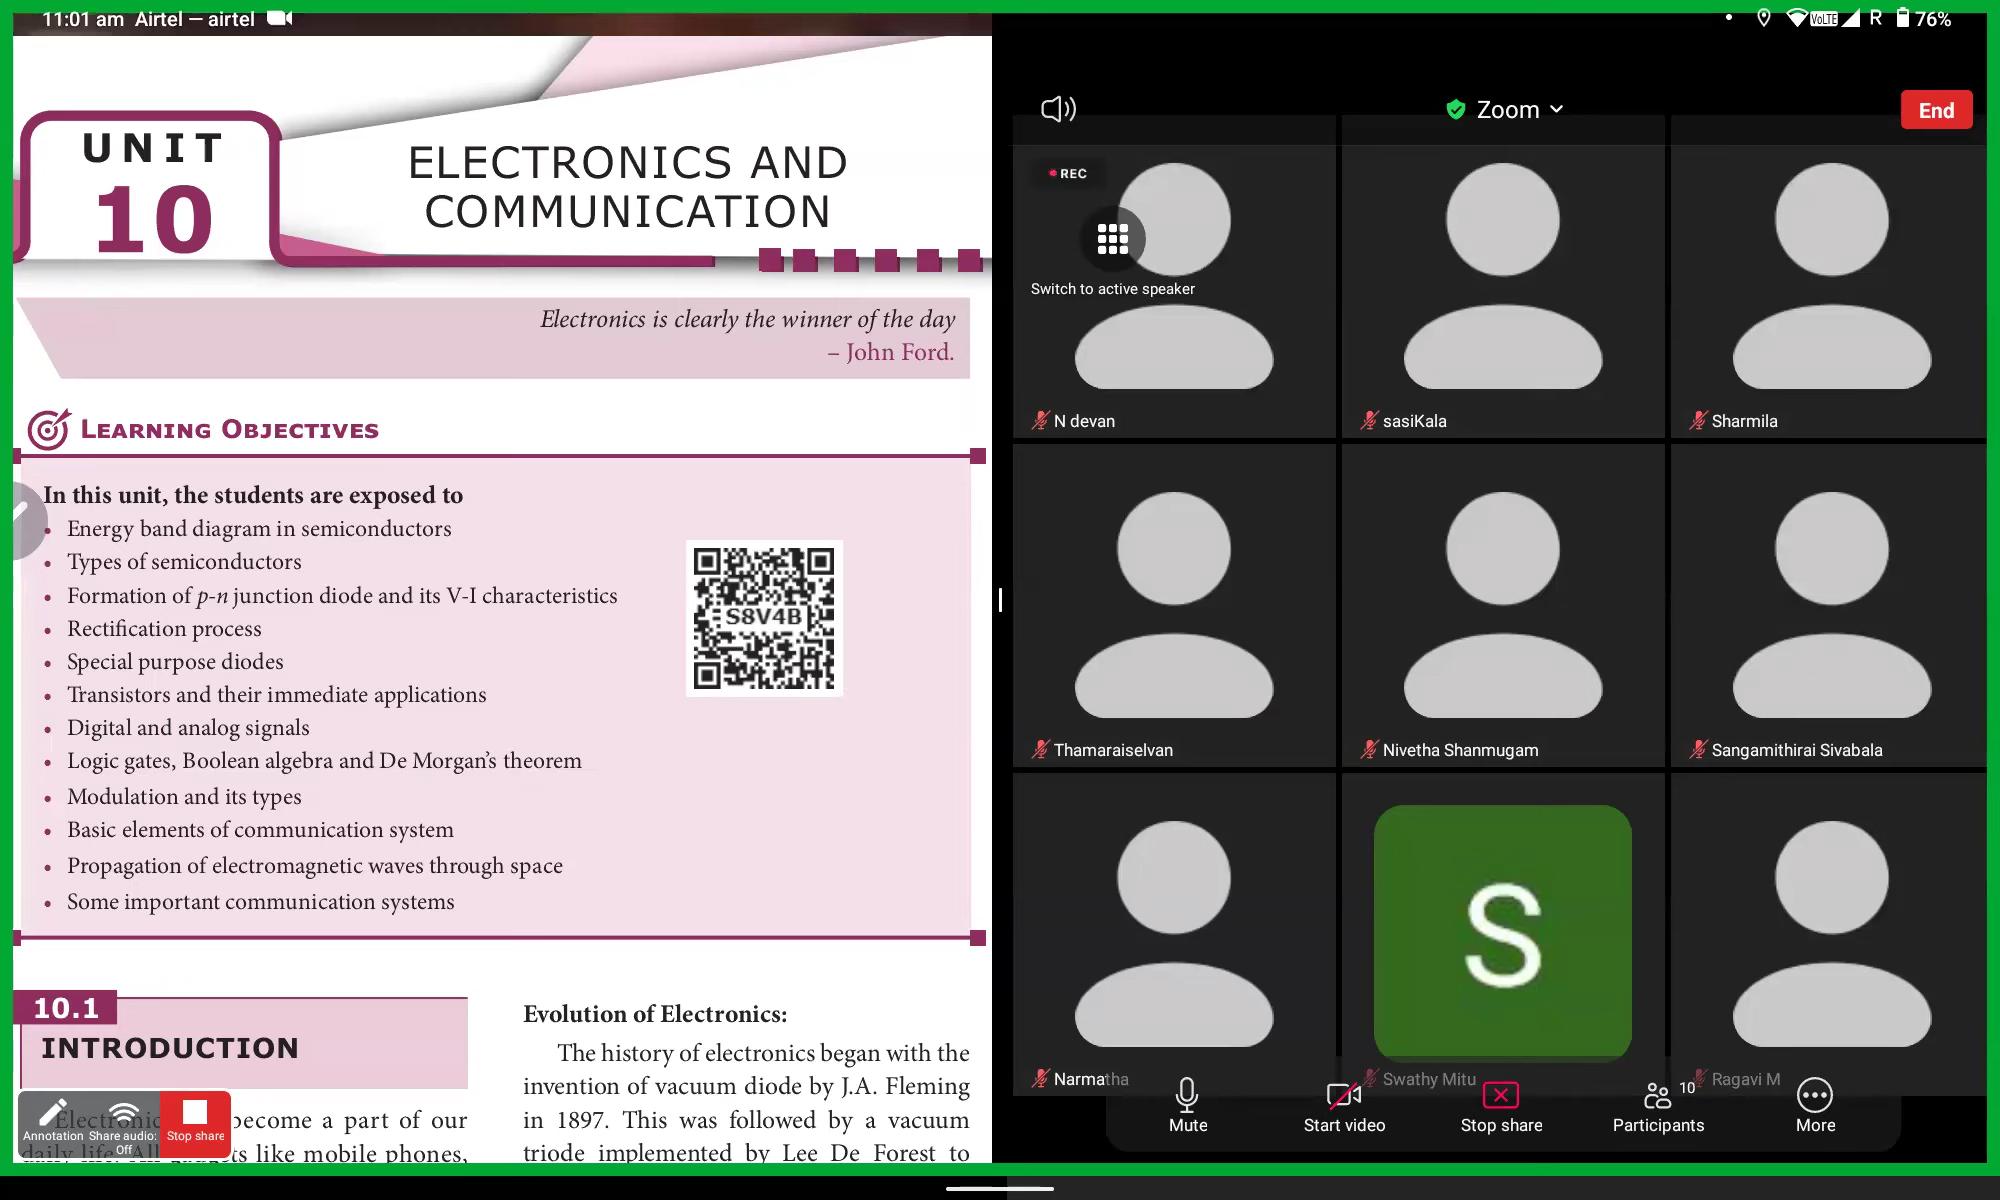 11:01 am Airtel — airtel
VoLTE R 76%
UNIT
10
ELECTRONICS AND
COMMUNICATION
Electronics is clearly the winner of the day
– John Ford.
LEARNING OBJECTIVES
In this unit, the students are exposed to
• Energy band diagram in semiconductors
• Types of semiconductors
• Formation of p-n junction diode and its V-I characteristics
• Rectification process
• Special purpose diodes
• Transistors and their immediate applications
• Digital and analog signals
• Logic gates, Boolean algebra and De Morgan's theorem
• Modulation and its types
• Basic elements of communication system
• Propagation of electromagnetic waves through space
• Some important communication systems
S8V4B
10.1
INTRODUCTION
become a part of our
like mobile phones,
Evolution of Electronics:
The history of electronics began with the
invention of vacuum diode by J.A. Fleming
in 1897. This was followed by a vacuum
triode implemented by Lee De Forest to
Annotation
Share audio:
Off
Stop share
Zoom
End
REC
Switch to active speaker
N devan
sasiKala
Sharmila
Thamaraiselvan
Nivetha Shanmugam
Sangamithirai Sivabala
S
Narmatha
Swathy Mitu
Ragavi M
Mute
Start video
Stop share
10
Participants
More